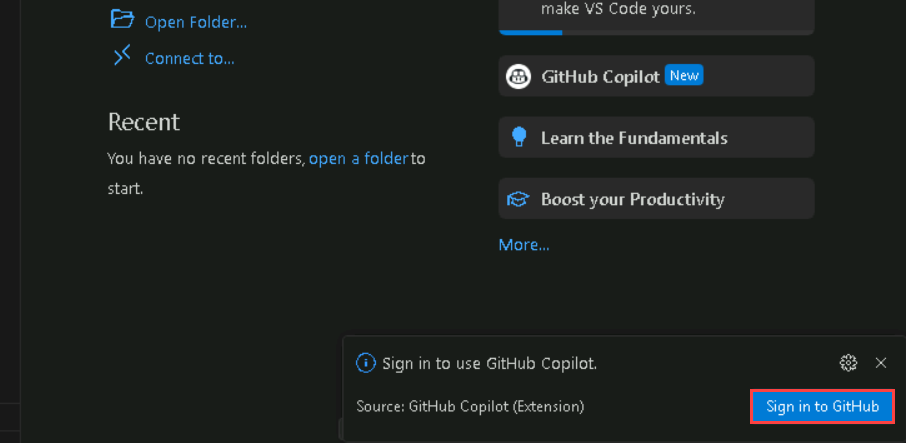 make VS Code yours.
Open Folder...
Connect to...
GitHub Copilot New
Recent
Learn the Fundamentals
You have no recent folders, open a folder to
start.
Boost your Productivity
More...
Sign in to use GitHub Copilot.
Source: GitHub Copilot (Extension)
Sign in to GitHub